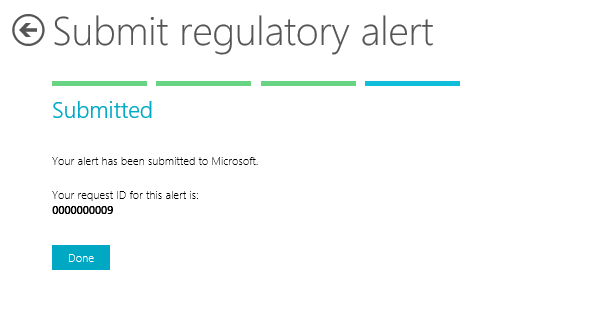 Submit regulatory alert
Submitted
Your alert has been submitted to Microsoft.
Your request ID for this alert is:
0000000009
Done